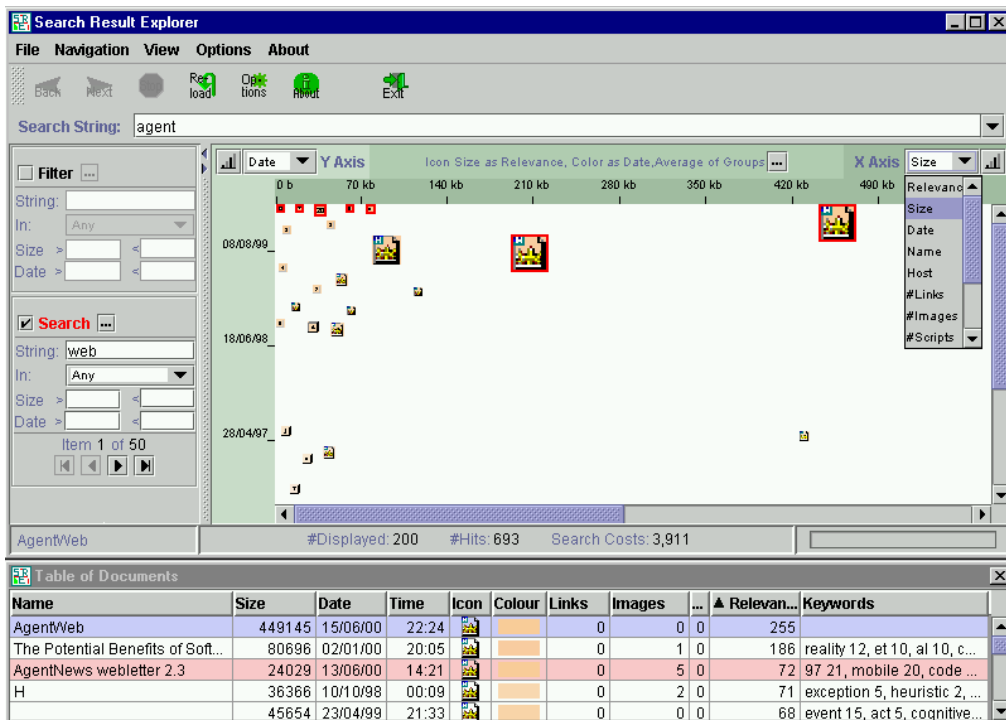 Search Result Explorer
File Navigation View Options About
Back Next Re- load Op- tions About Exit
Search String: agent
Filter ...
String:
In: Any
Size > <
Date > <
Search ...
String: web
In: Any
Size > <
Date > <
Item 1 of 50
Date Y Axis Icon Size as Relevance, Color as Date,Average of Groups ... X Axis Size
0 b 70 kb 140 kb 210 kb 280 kb 350 kb 420 kb 490 kb
08/08/99
18/06/98
28/04/97
Relevanc
Size
Date
Name
Host
#Links
#Images
#Scripts
AgentWeb #Displayed: 200 #Hits: 693 Search Costs: 3,911
Table of Documents
Name Size Date Time Icon Colour Links Images ... Relevan... Keywords
AgentWeb 449145 15/06/00 22:24 0 0 0 255
The Potential Benefits of Soft... 80696 02/01/00 20:05 0 1 0 186 reality 12, et 10, al 10, c...
AgentNews webletter 2.3 24029 13/06/00 14:21 0 5 0 72 97 21, mobile 20, code ...
H 36366 10/10/98 00:09 0 2 0 71 exception 5, heuristic 2, ...
45654 23/04/99 21:33 0 0 0 68 event 15, act 5, cognitive...